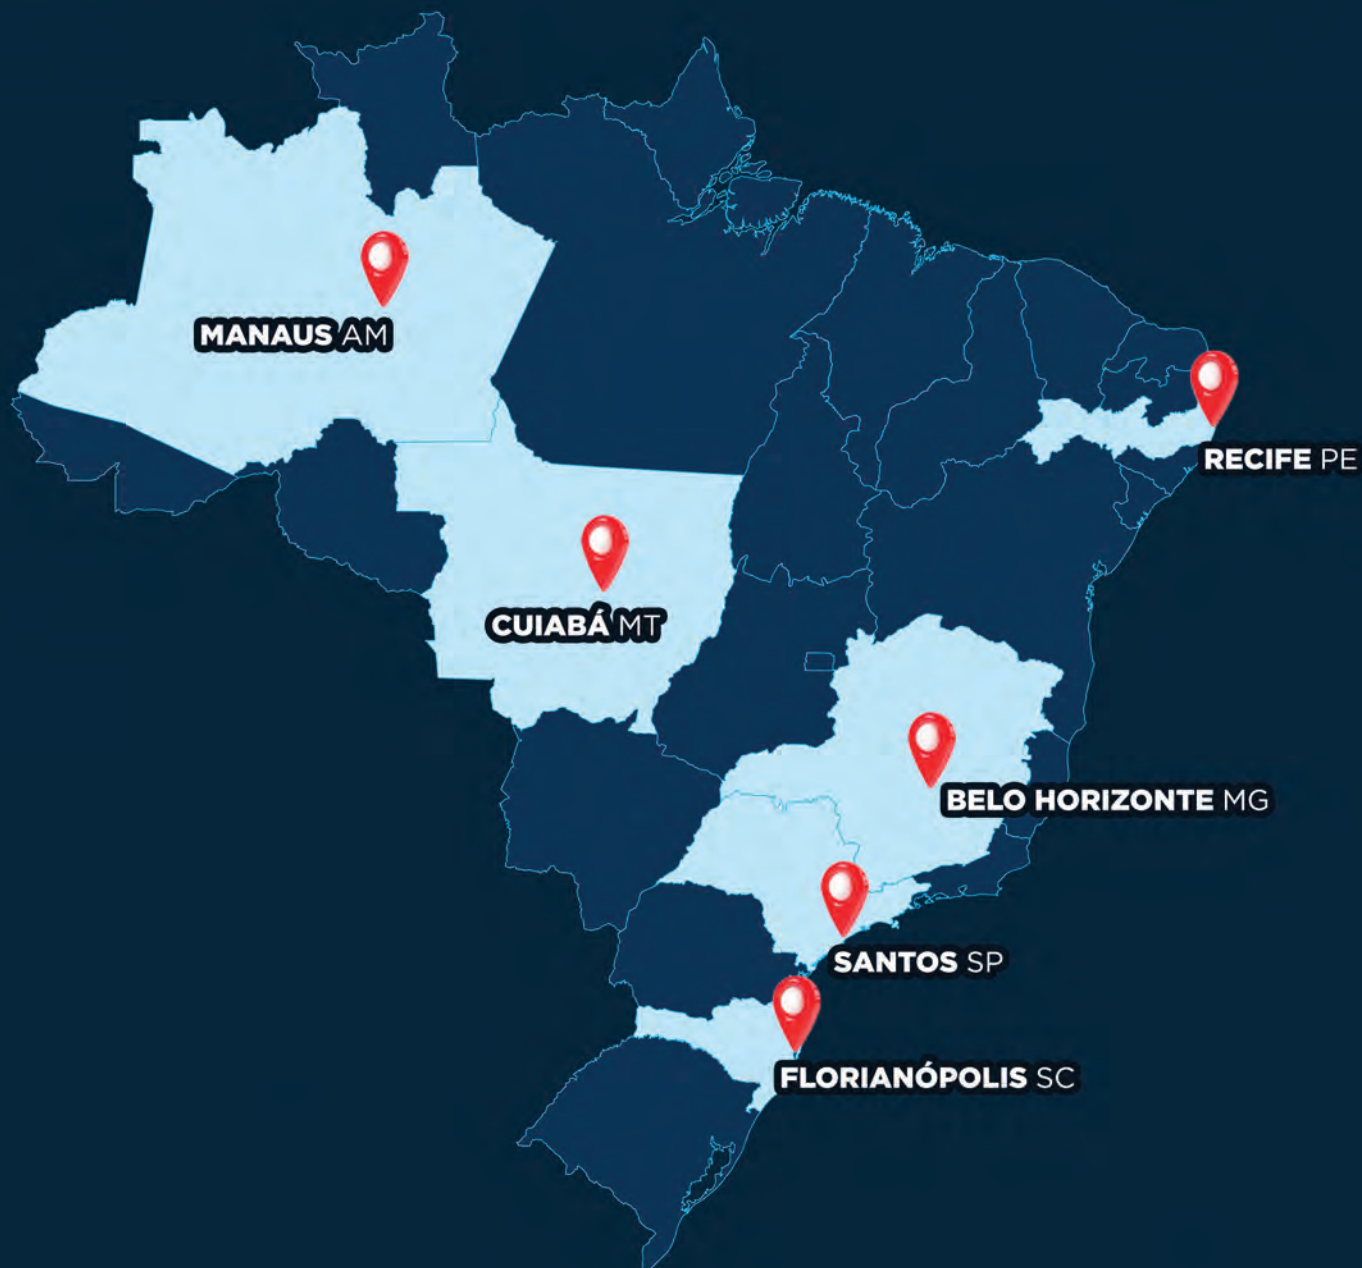 MANAUS AM
RECIFE PE
CUIABÁ MT
BELO HORIZONTE MG
SANTOS SP
FLORIANÓPOLIS SC